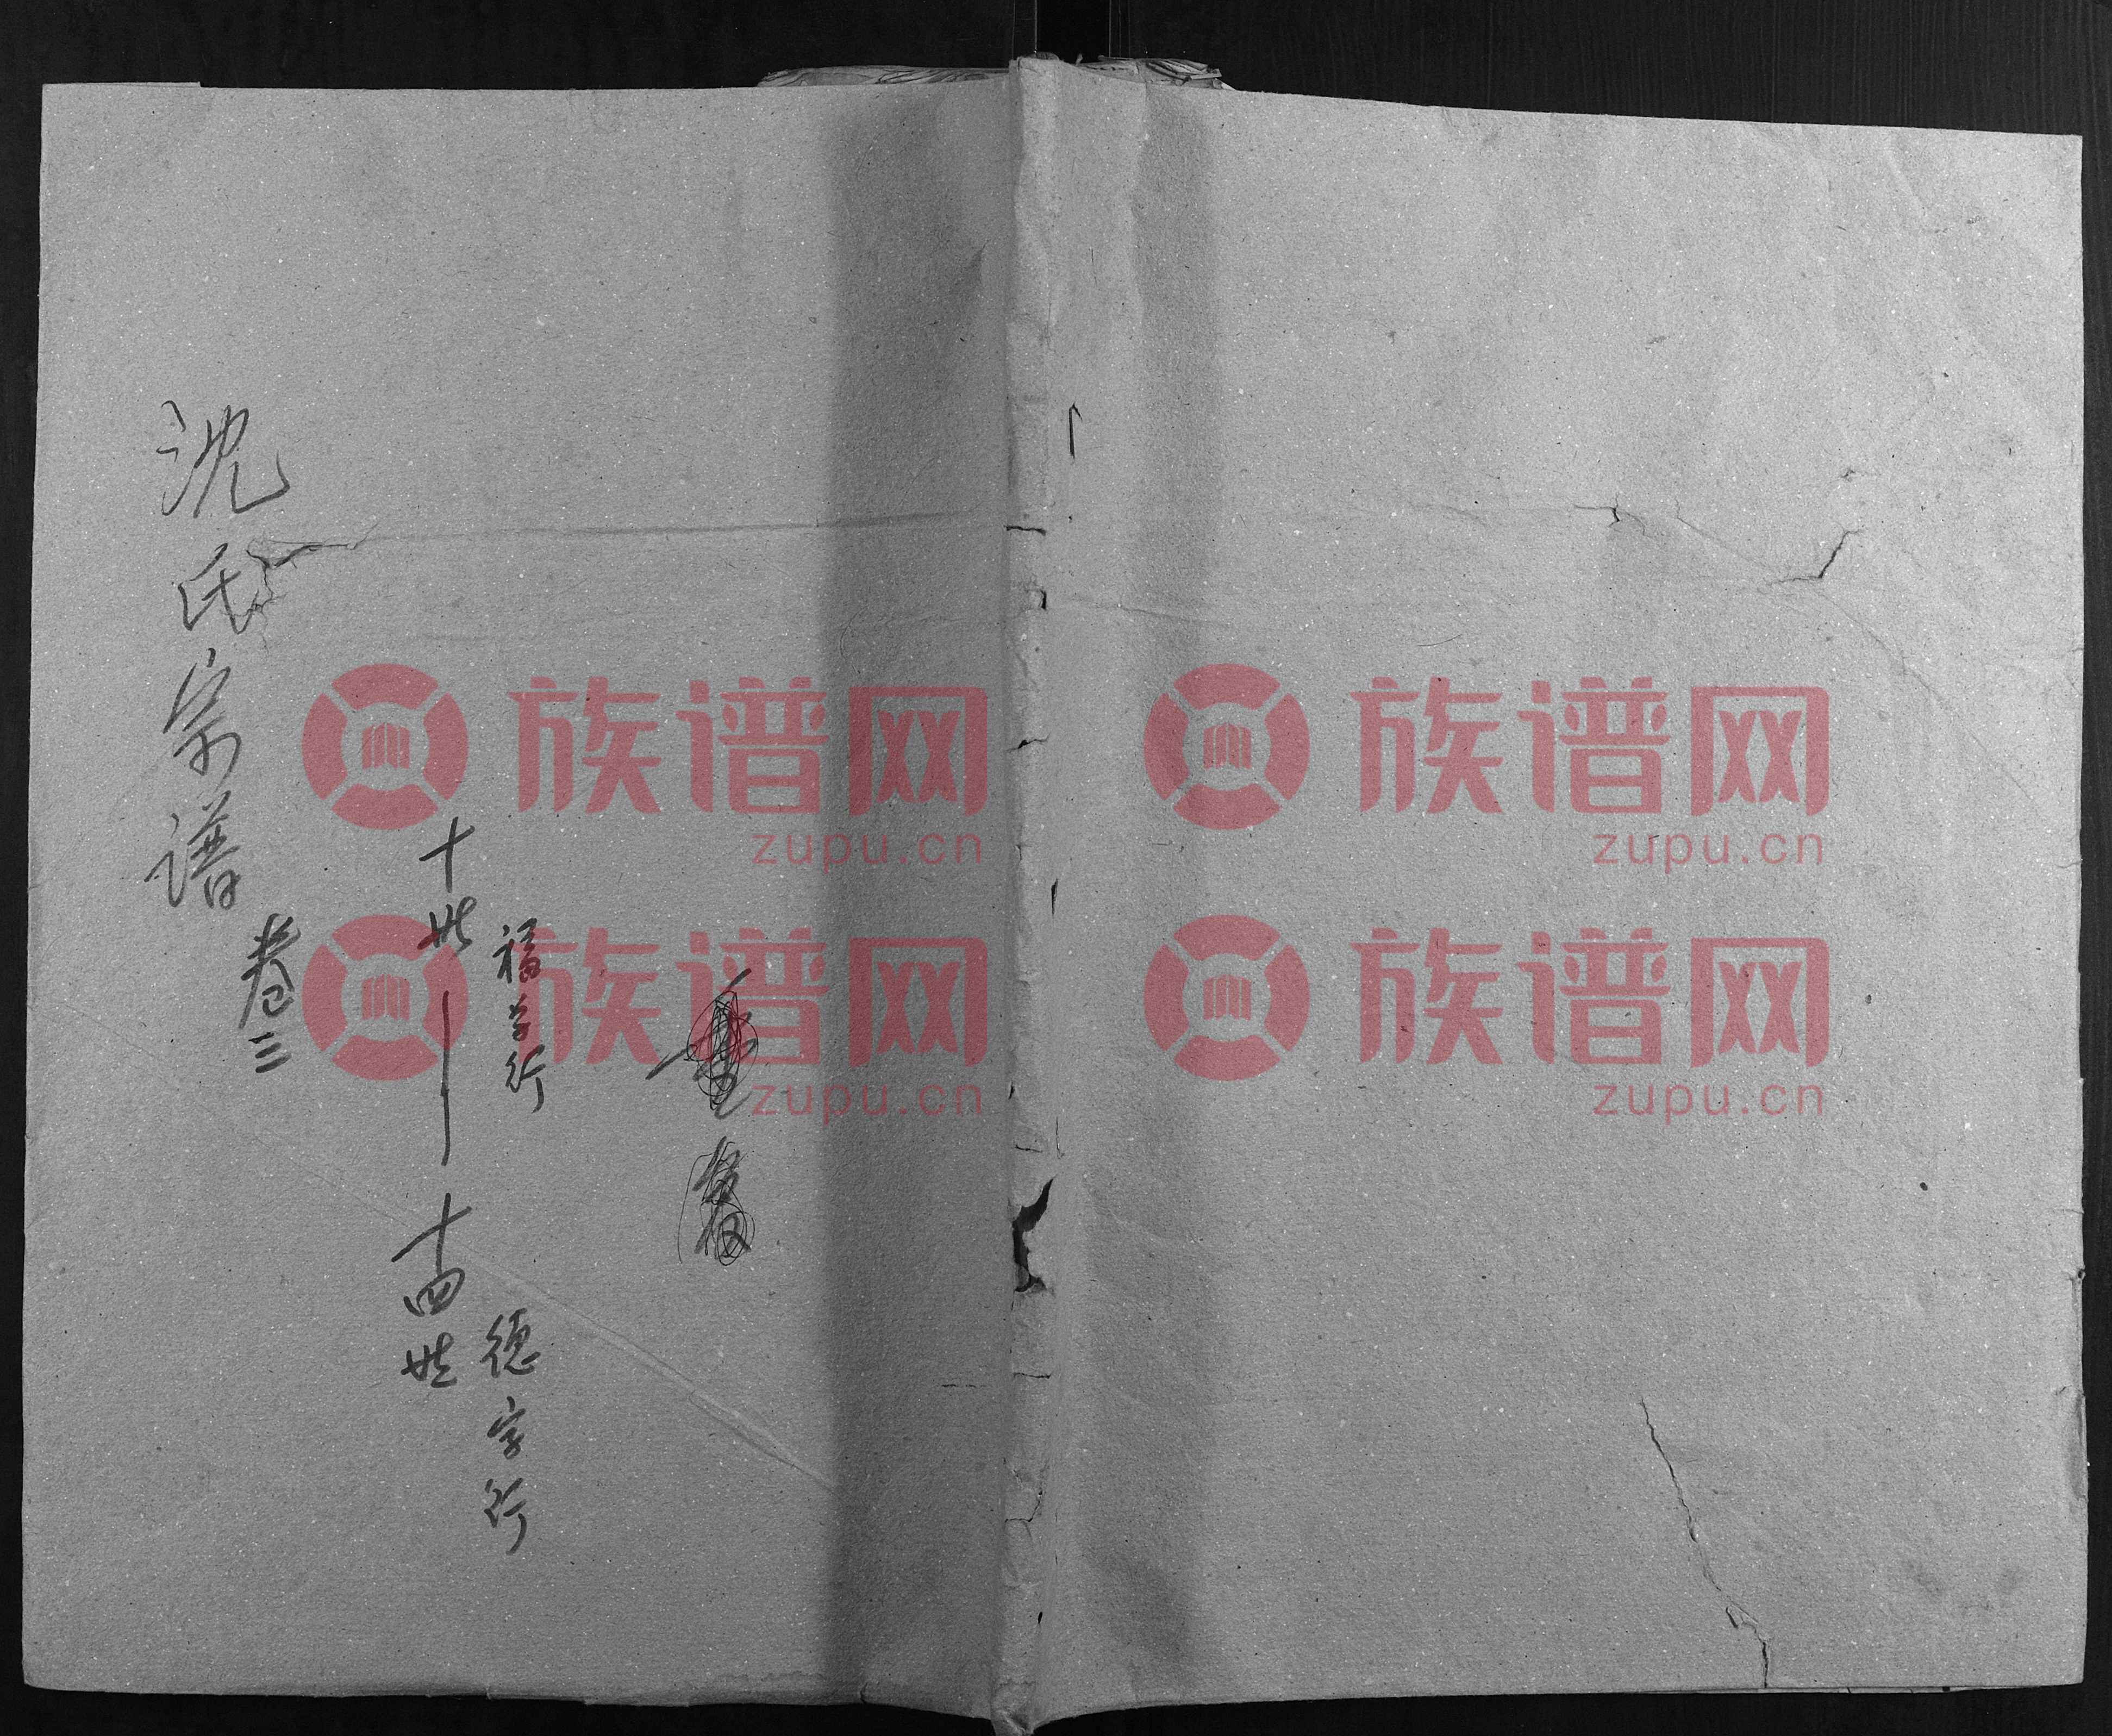 沈氏宗谱
卷三
十世——十四世
福字行
德字行
族谱网
zupu.cn
族谱网
zupu.cn
族谱网
zupu.cn
族谱网
zupu.cn